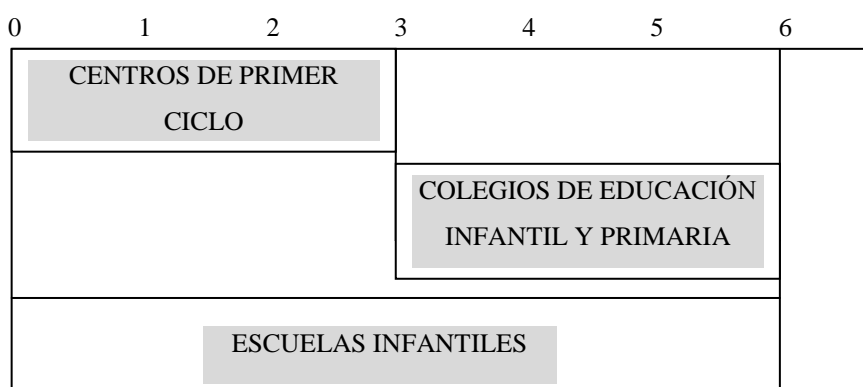 0 1 2 3 4 5 6
CENTROS DE PRIMER
CICLO
COLEGIOS DE EDUCACIÓN
INFANTIL Y PRIMARIA
ESCUELAS INFANTILES